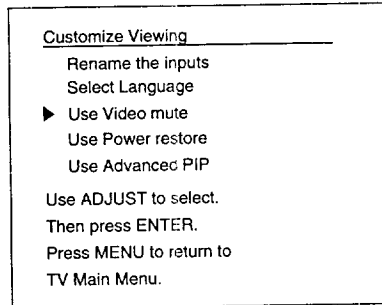 Customize Viewing
Rename the inputs
Select Language
Use Video mute
Use Power restore
Use Advanced PIP
Use ADJUST to select.
Then press ENTER.
Press MENU to return to
TV Main Menu.